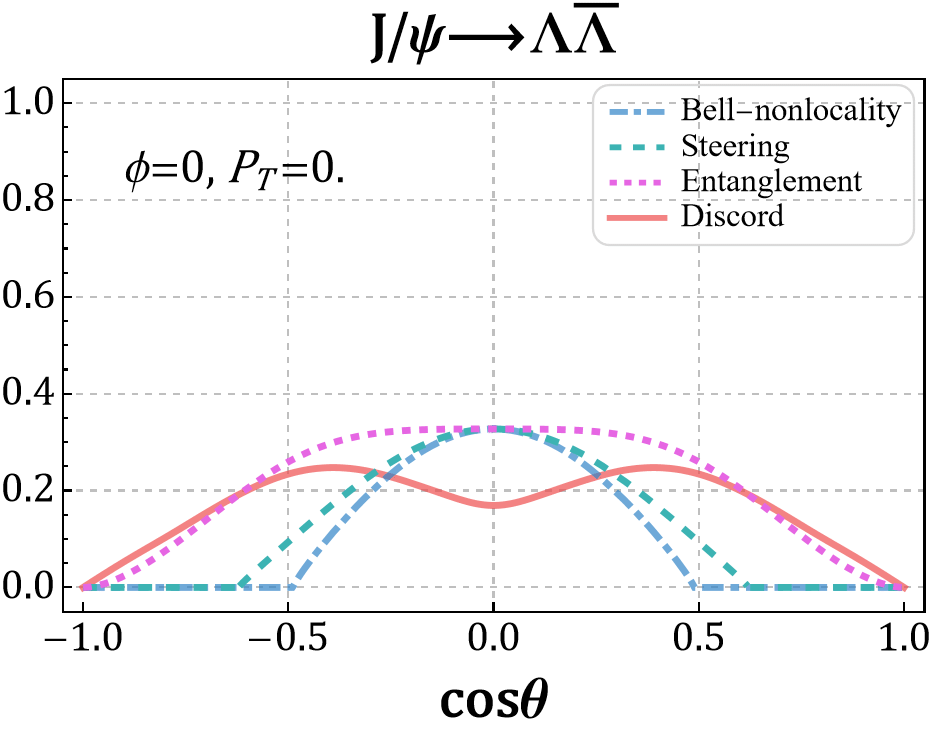 J/ψ⟶ΛΛ̅
1.0
0.8
0.6
0.4
0.2
0.0
ϕ=0, P_T=0.
Bell−nonlocality
Steering
Entanglement
Discord
−1.0 −0.5 0.0 0.5 1.0
cosθ